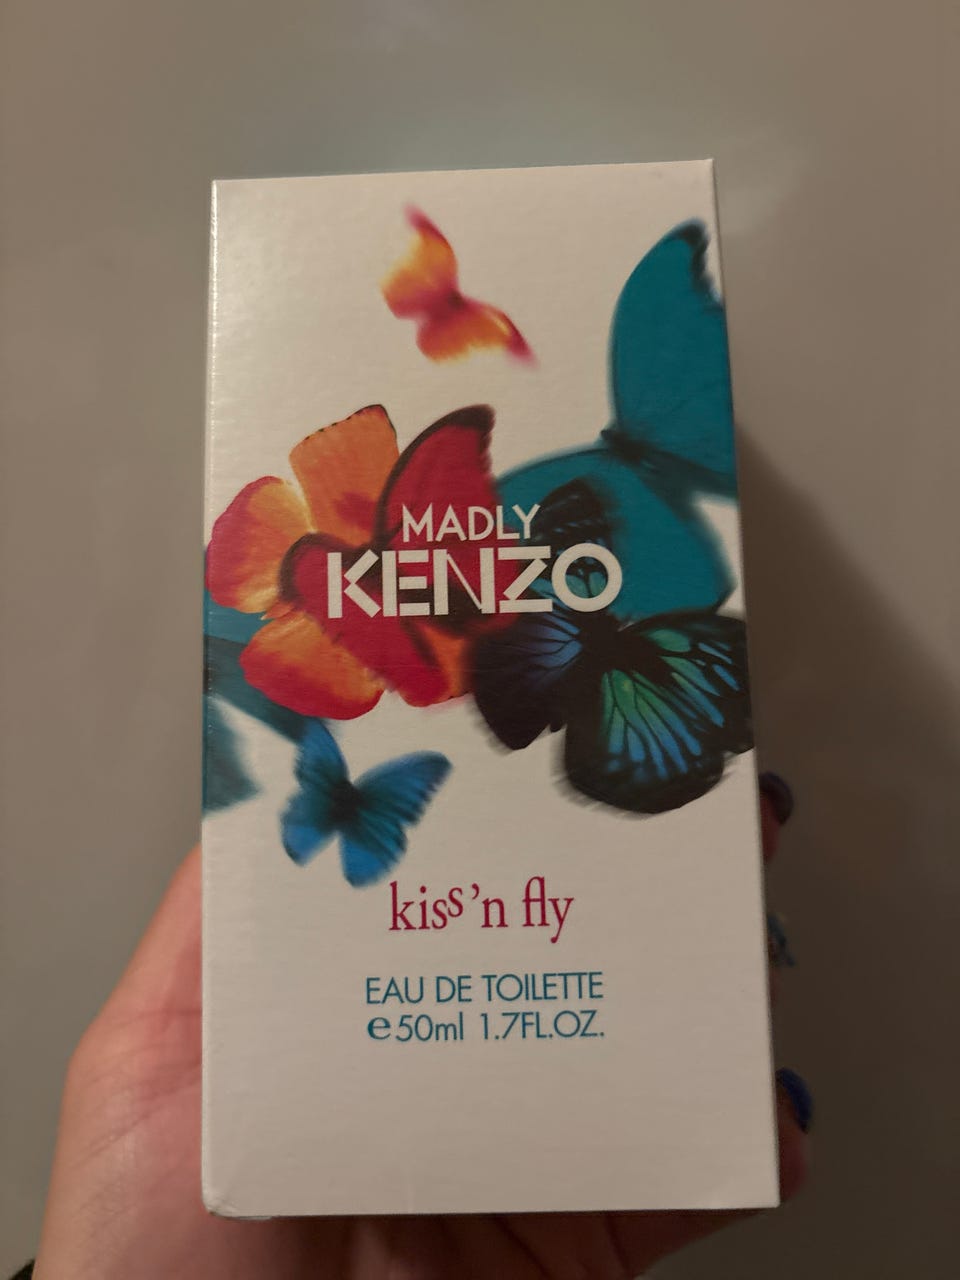 MADLY
KENZO
kiss'n fly
EAU DE TOILETTE
℮50ml 1.7FL.OZ.